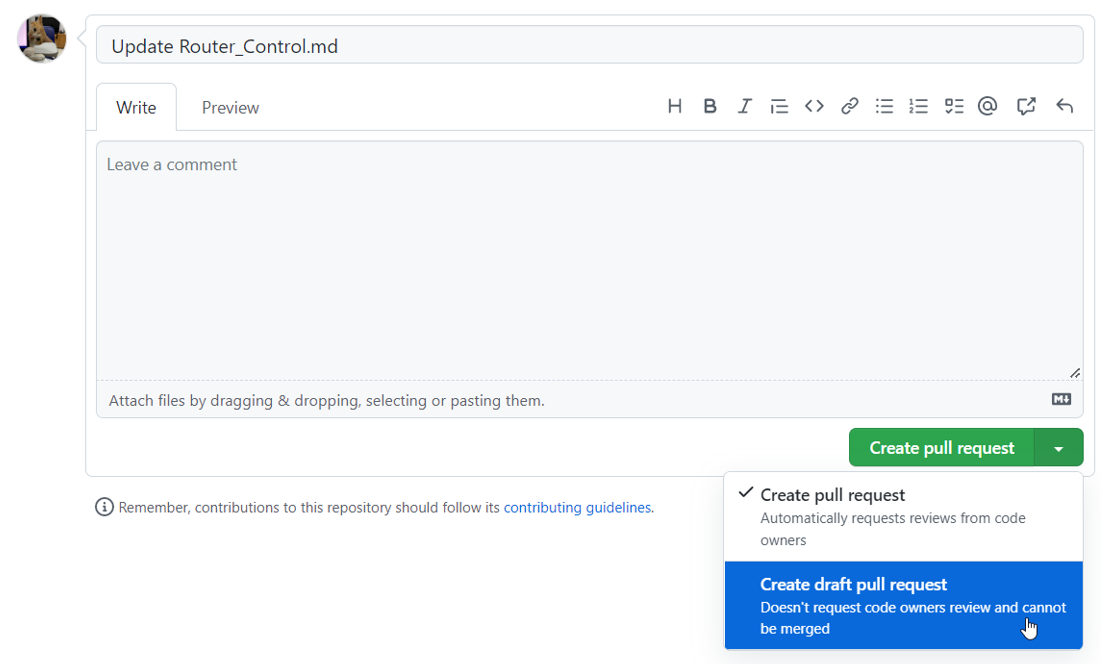 Update Router_Control.md
Write Preview
Leave a comment
Attach files by dragging & dropping, selecting or pasting them.
Create pull request
Remember, contributions to this repository should follow its contributing guidelines.
Create pull request
Automatically requests reviews from code
owners
Create draft pull request
Doesn't request code owners review and cannot
be merged